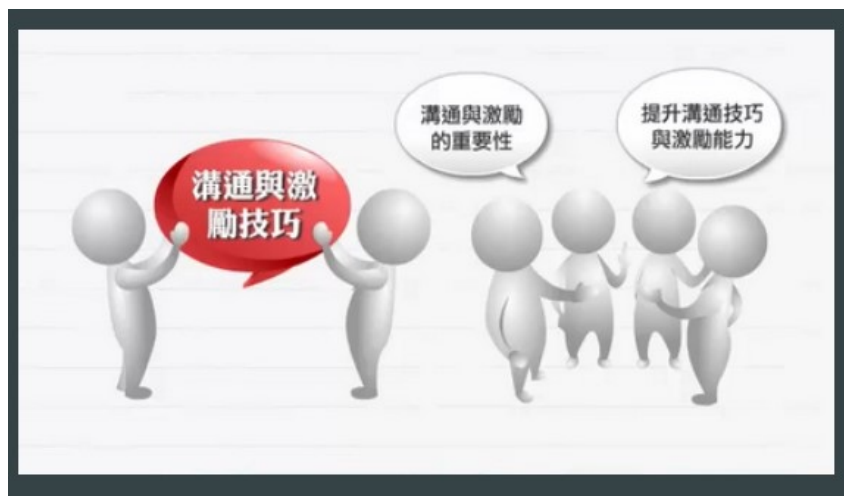 溝通與激
勵技巧
溝通與激勵
的重要性
提升溝通技巧
與激勵能力